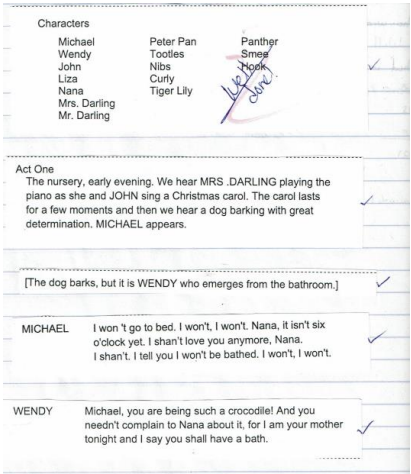 Characters
Michael Peter Pan Panther
Wendy Tootles Smee
John Nibs Hook
Liza Curly
Nana Tiger Lily
Mrs. Darling
Mr. Darling
Well done!
Act One
The nursery, early evening. We hear MRS .DARLING playing the
piano as she and JOHN sing a Christmas carol. The carol lasts
for a few moments and then we hear a dog barking with great
determination. MICHAEL appears.
[The dog barks, but it is WENDY who emerges from the bathroom.]
MICHAEL I won 't go to bed. I won't, I won't. Nana, it isn't six
o'clock yet. I shan't love you anymore, Nana.
I shan't. I tell you I won't be bathed. I won't, I won't.
WENDY Michael, you are being such a crocodile! And you
needn't complain to Nana about it, for I am your mother
tonight and I say you shall have a bath.